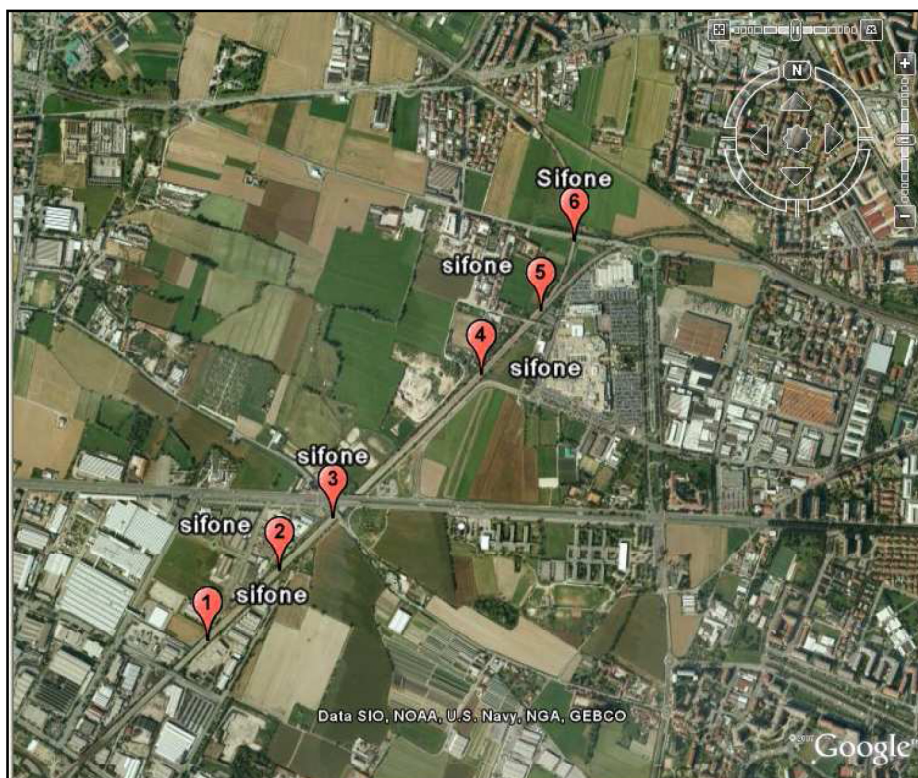 N
Sifone
6
sifone
5
4
sifone
sifone
3
sifone
2
sifone
1
Data SIO, NOAA, U.S. Navy, NGA, GEBCO
Google